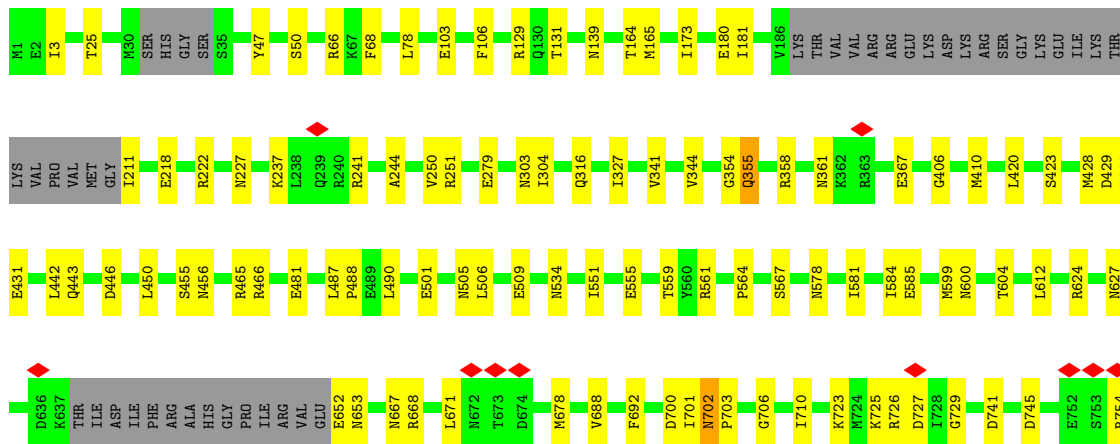 M1 E2 I3 T25 M30 SER HIS GLY SER S35 Y47 S50 R66 K67 F68 L78 E103 F106 R129 Q130 T131 N139 T164 M165 I173 E180 I181 V186 LYS THR VAL VAL ARG ARG GLU LYS ASP LYS ARG SER GLY LYS GLU ILE LYS THR
LYS VAL PRO VAL MET GLY I211 E218 R222 N227 K237 L238 Q239 R240 R241 A244 V250 R251 E279 N303 I304 Q316 I327 V341 V344 G354 Q355 R358 N361 K362 R363 E367 G406 M410 L420 S423 M428 D429
E431 L442 Q443 D446 L450 S455 N456 R465 R466 E481 L487 P488 E489 L490 E501 N505 L506 E509 N534 I551 E555 T559 Y560 R561 P564 S567 N578 I581 I584 E585 M599 N600 T604 L612 R624 N627
D636 K637 THR ILE ASP ILE PHE ARG ALA HIS GLY PRO ILE ARG VAL GLU E652 N653 N667 R668 L671 N672 T673 D674 M678 V688 F692 D700 I701 N702 P703 G706 I710 K723 M724 K725 R726 D727 I728 G729 D741 D745 E752 S753